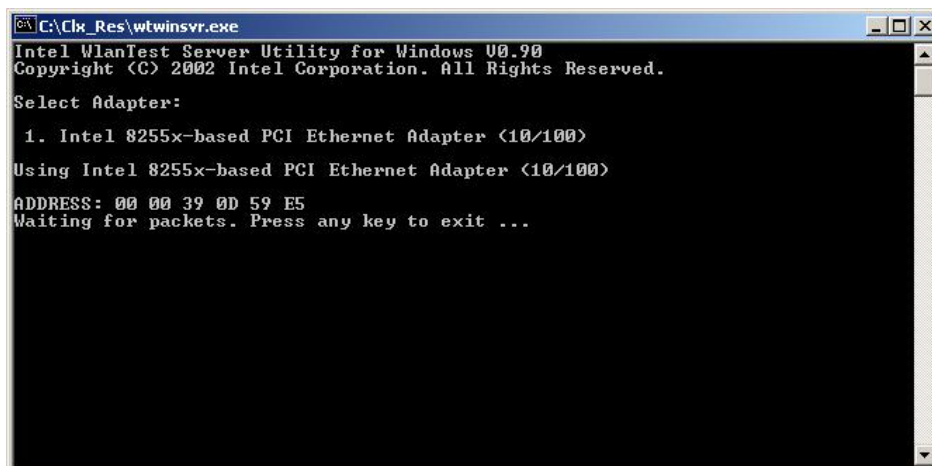 C:\Clx_Res\wtwinsvr.exe
Intel WlanTest Server Utility for Windows V0.90
Copyright (C) 2002 Intel Corporation. All Rights Reserved.
Select Adapter:
1. Intel 8255x-based PCI Ethernet Adapter (10/100)
Using Intel 8255x-based PCI Ethernet Adapter (10/100)
ADDRESS: 00 00 39 0D 59 E5
Waiting for packets. Press any key to exit ...